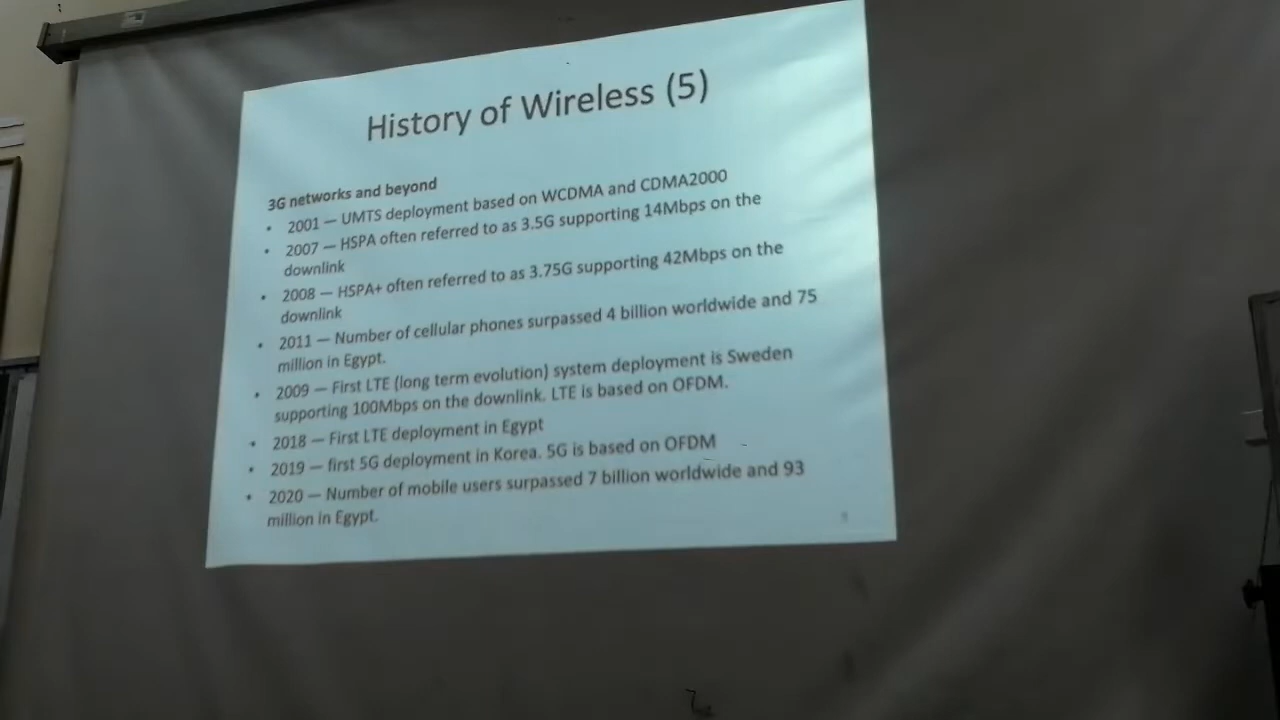 History of Wireless (5)
3G networks and beyond
• 2001 — UMTS deployment based on WCDMA and CDMA2000
• 2007 — HSPA often referred to as 3.5G supporting 14Mbps on the
downlink
• 2008 — HSPA+ often referred to as 3.75G supporting 42Mbps on the
downlink
• 2011 — Number of cellular phones surpassed 4 billion worldwide and 75
million in Egypt.
• 2009 — First LTE (long term evolution) system deployment is Sweden
supporting 100Mbps on the downlink. LTE is based on OFDM.
• 2018 — First LTE deployment in Egypt
• 2019 — first 5G deployment in Korea. 5G is based on OFDM
• 2020 — Number of mobile users surpassed 7 billion worldwide and 93
million in Egypt.